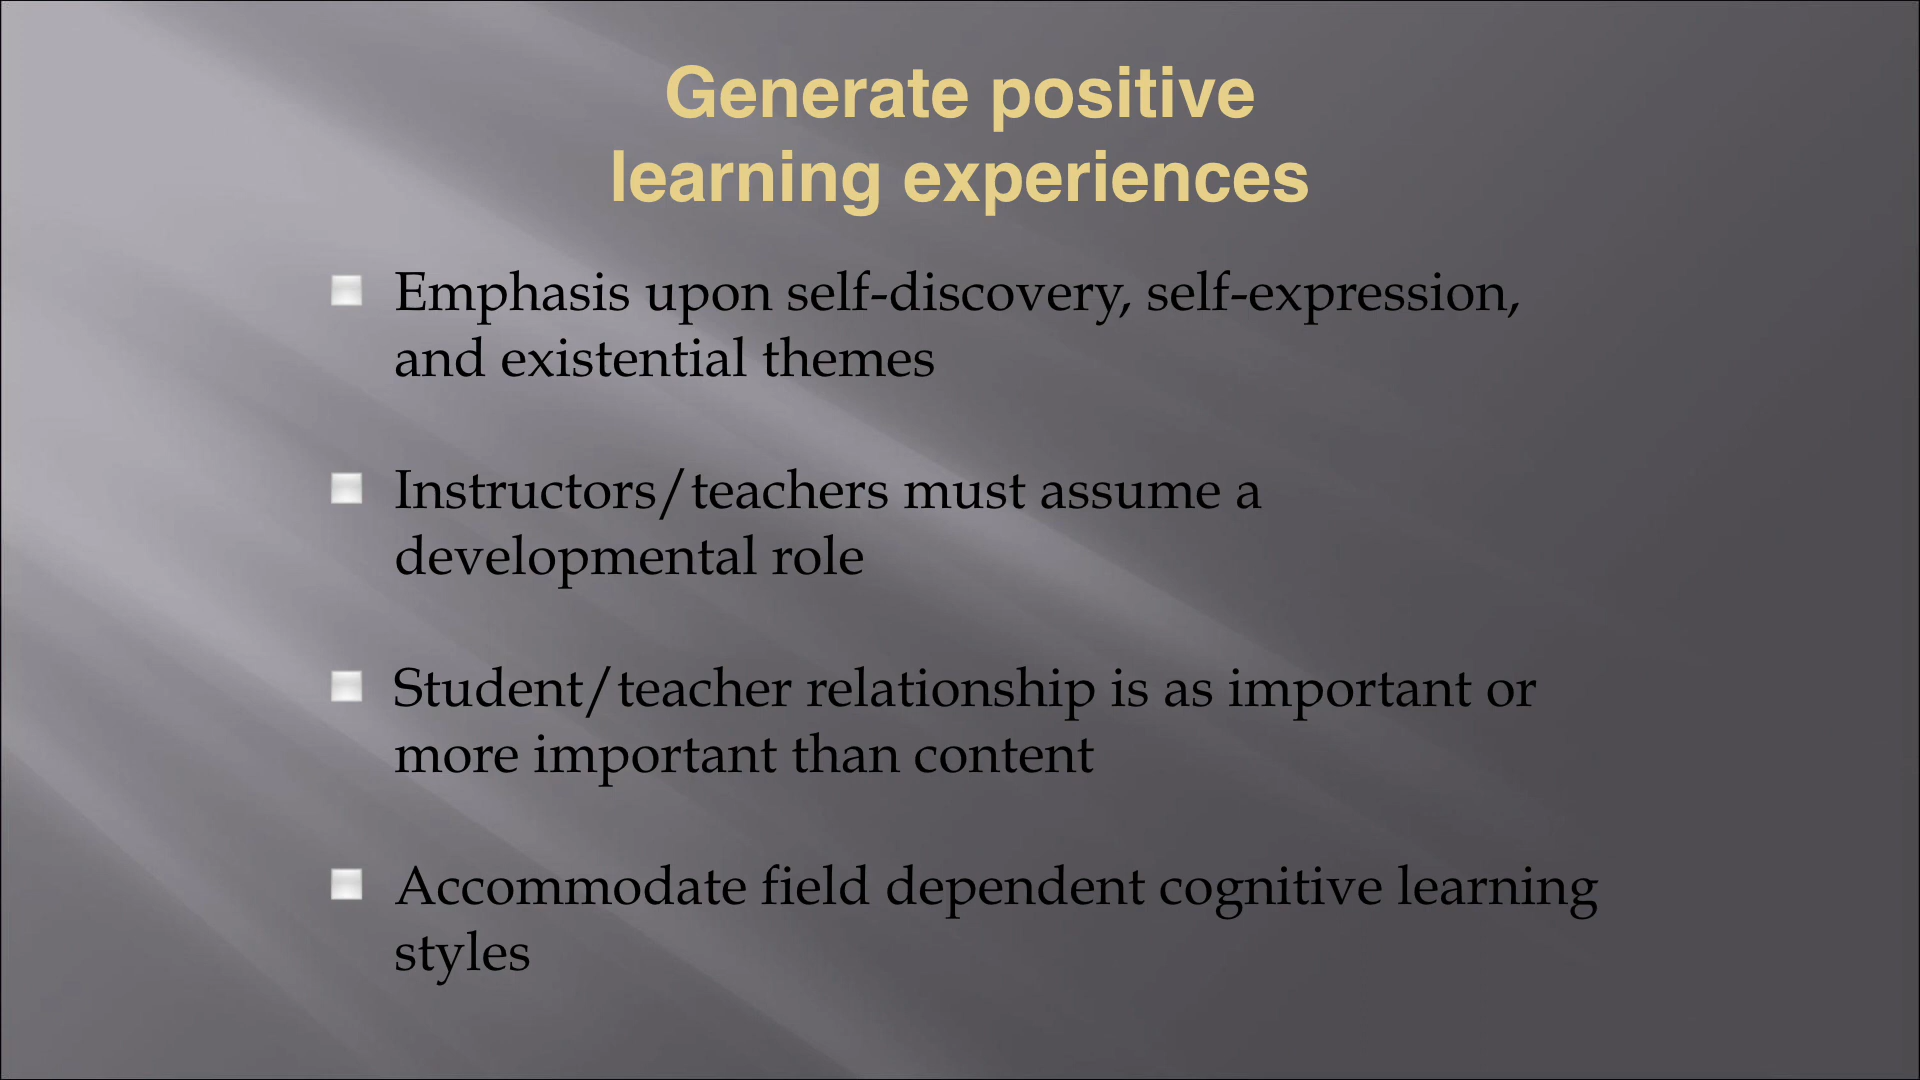 Generate positive
learning experiences
Emphasis upon self-discovery, self-expression,
and existential themes
Instructors/teachers must assume a
developmental role
Student/teacher relationship is as important or
more important than content
Accommodate field dependent cognitive learning
styles